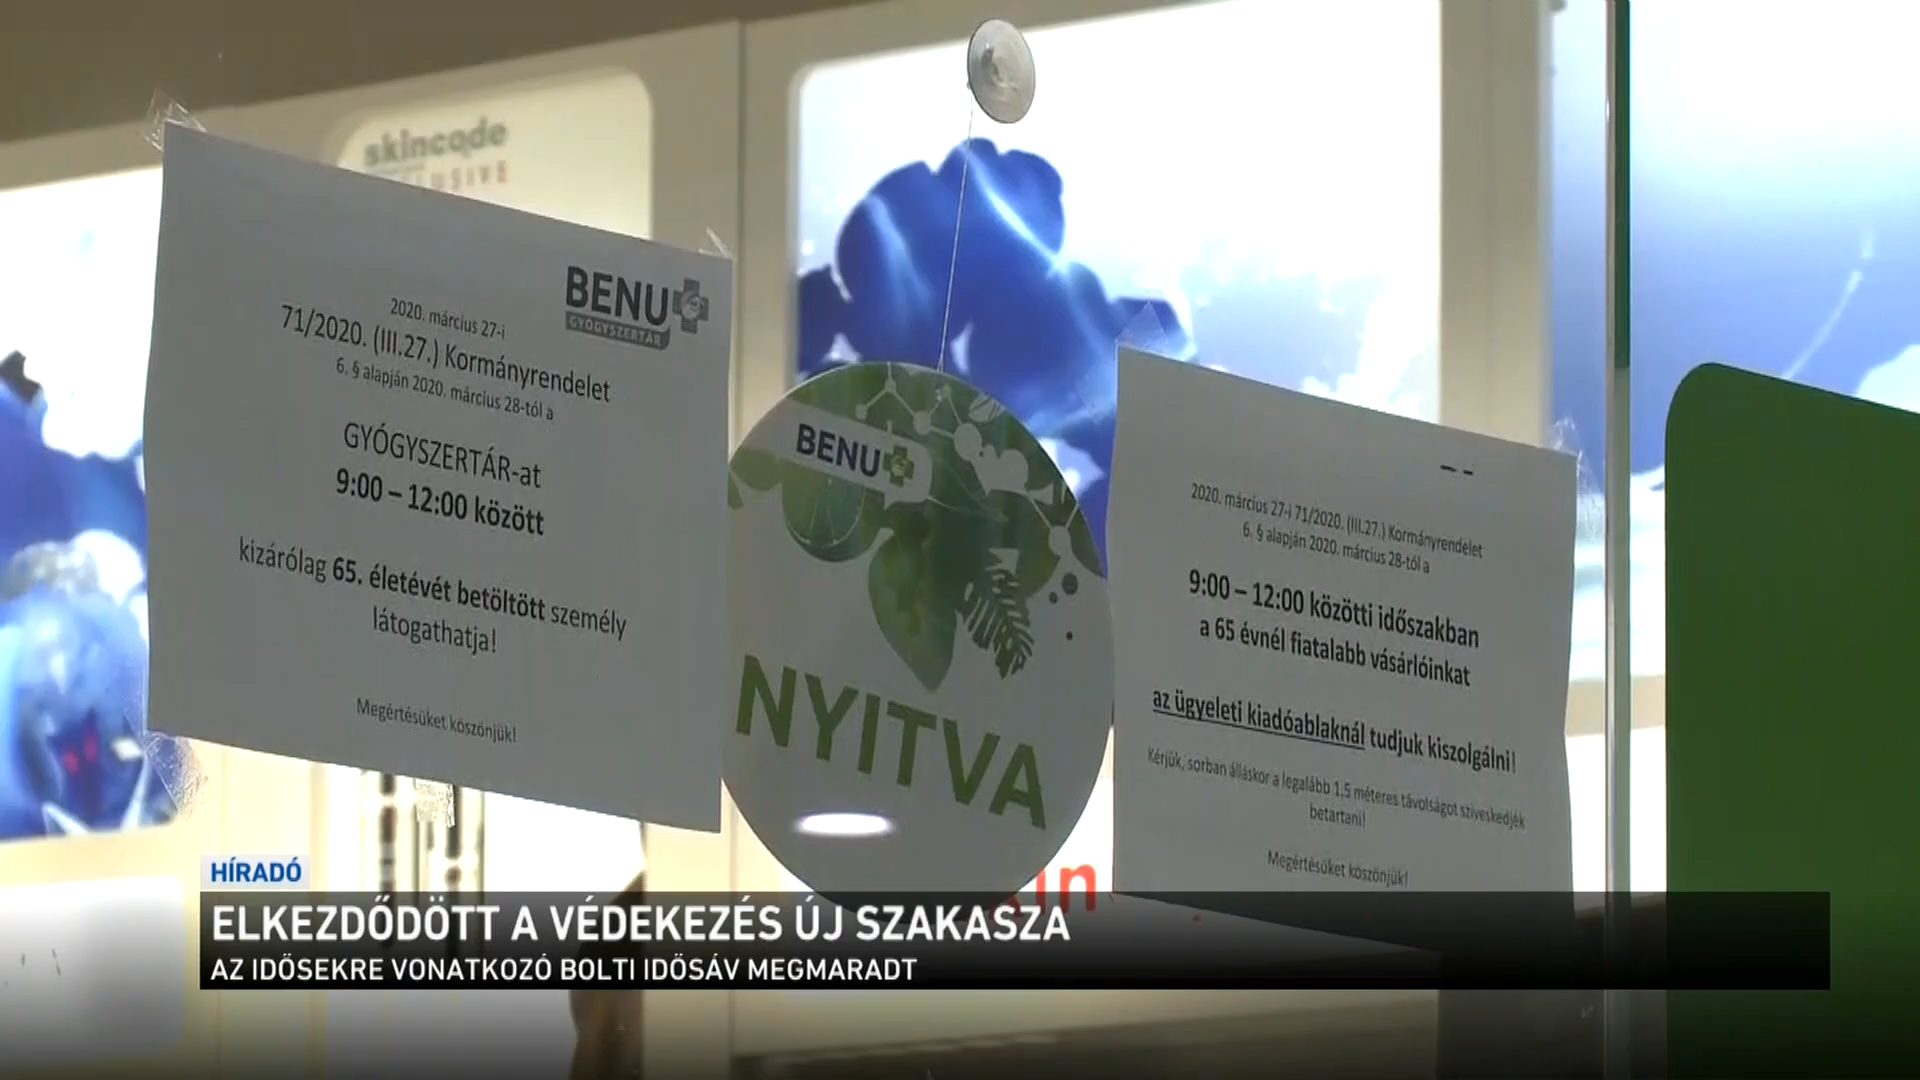 skincode
BENU
GYÓGYSZERTÁR
2020. március 27-i
71/2020. (III.27.) Kormányrendelet
6. § alapján 2020. március 28-tól a
GYÓGYSZERTÁR-at
9:00 – 12:00 között
kizárólag 65. életévét betöltött személy
látogathatja!
Megértésüket köszönjük!
BENU
NYITVA
2020. március 27-i 71/2020. (III.27.) Kormányrendelet
6. § alapján 2020. március 28-tól a
9:00 – 12:00 közötti időszakban
a 65 évnél fiatalabb vásárlóinkat
az ügyeleti kiadóablaknál tudjuk kiszolgálni!
Kérjük, sorban álláskor a legalább 1,5 méteres távolságot szíveskedjék
betartani!
Megértésüket köszönjük!
HÍRADÓ
ELKEZDŐDÖTT A VÉDEKEZÉS ÚJ SZAKASZA
AZ IDŐSEKRE VONATKOZÓ BOLTI IDŐSÁV MEGMARADT